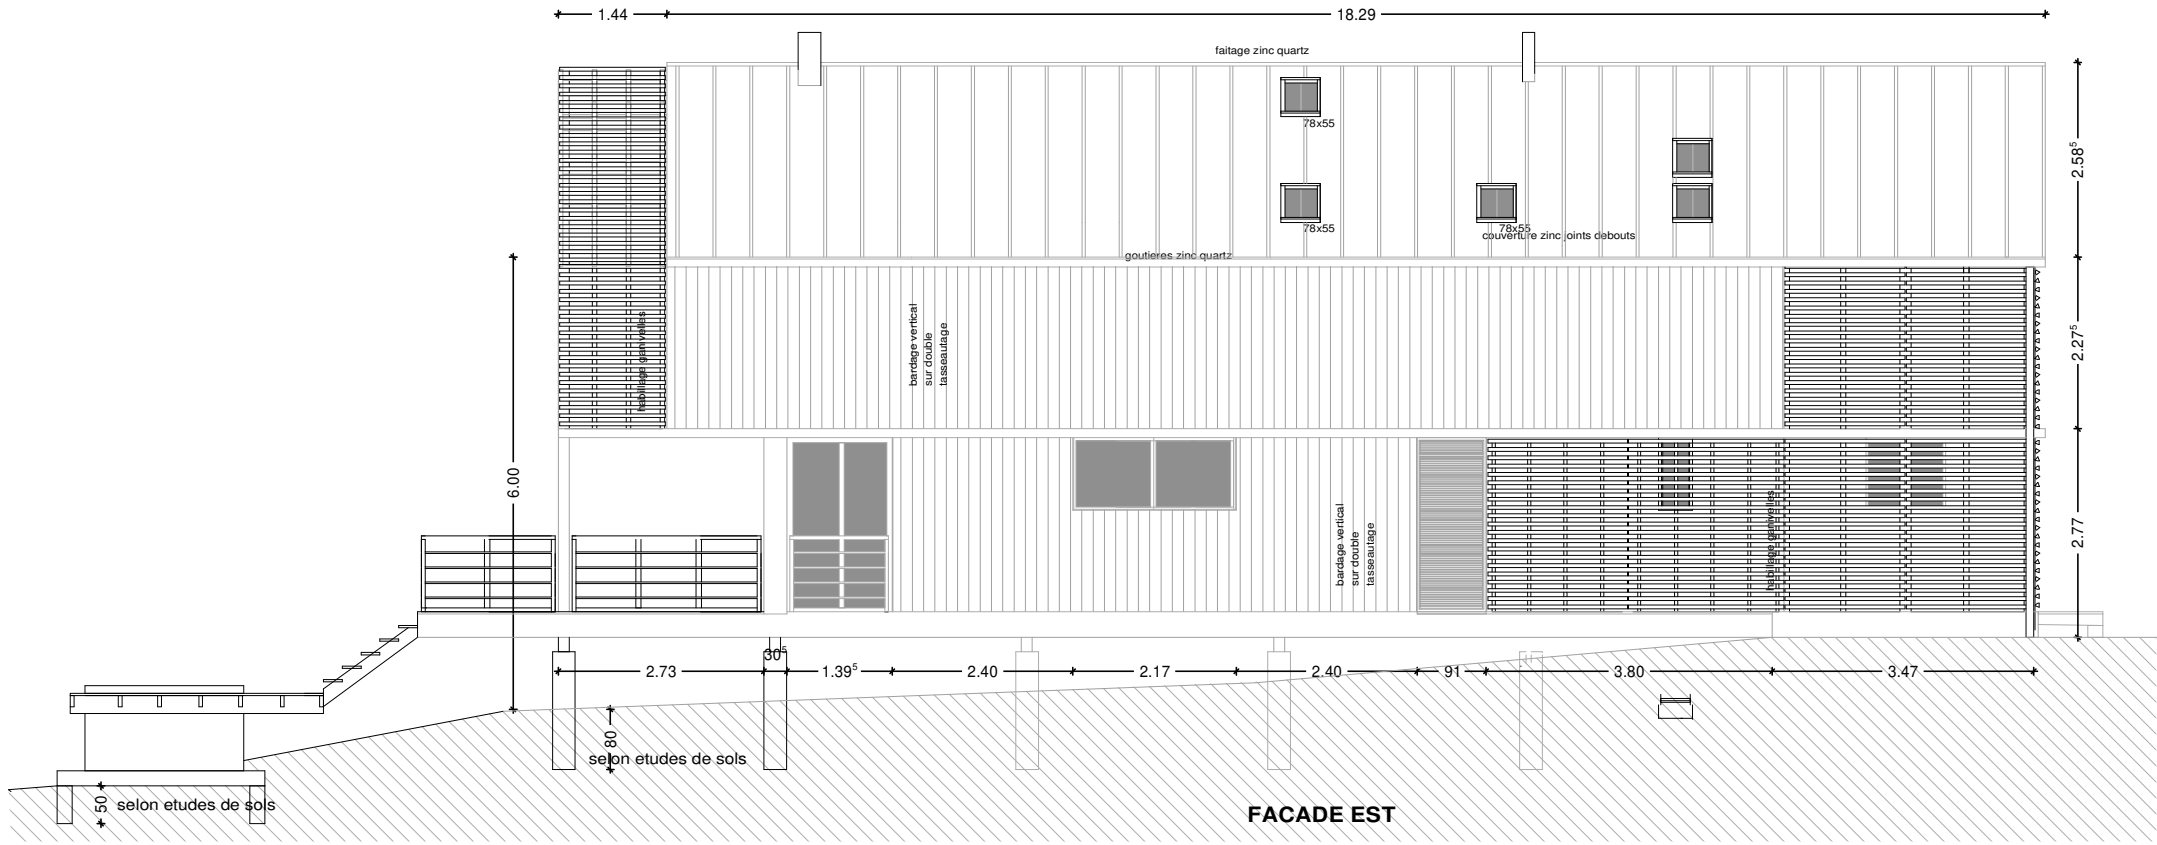 1.44
18.29
faitage zinc quartz
78x55
2.58⁵
78x55
78x55
couverture zinc joints debouts
goutieres zinc quartz
habillage ganivelles
bardage vertical
sur double
tasseautage
2.27⁵
6.00
bardage vertical
sur double
tasseautage
habillage ganivelles
2.77
2.73
30⁵
1.39⁵
2.40
2.17
2.40
91
3.80
3.47
80
selon etudes de sols
50
selon etudes de sols
FACADE EST